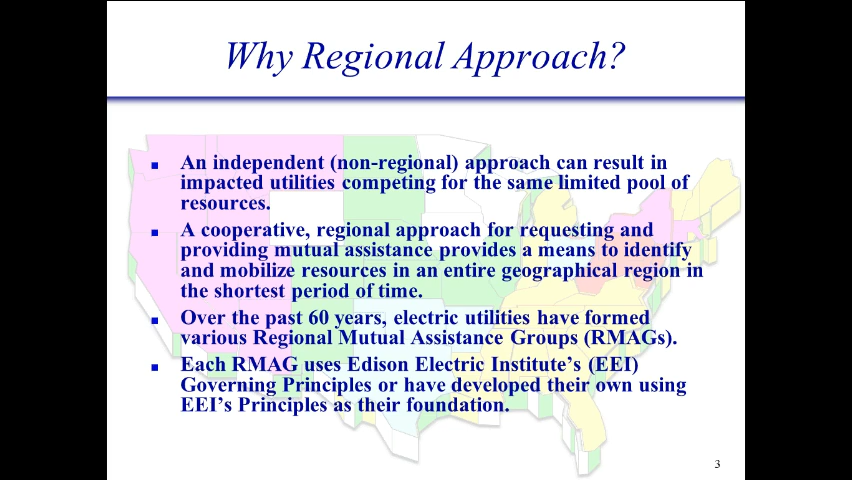 Why Regional Approach?
An independent (non-regional) approach can result in
impacted utilities competing for the same limited pool of
resources.
A cooperative, regional approach for requesting and
providing mutual assistance provides a means to identify
and mobilize resources in an entire geographical region in
the shortest period of time.
Over the past 60 years, electric utilities have formed
various Regional Mutual Assistance Groups (RMAGs).
Each RMAG uses Edison Electric Institute’s (EEI)
Governing Principles or have developed their own using
EEI’s Principles as their foundation.
3